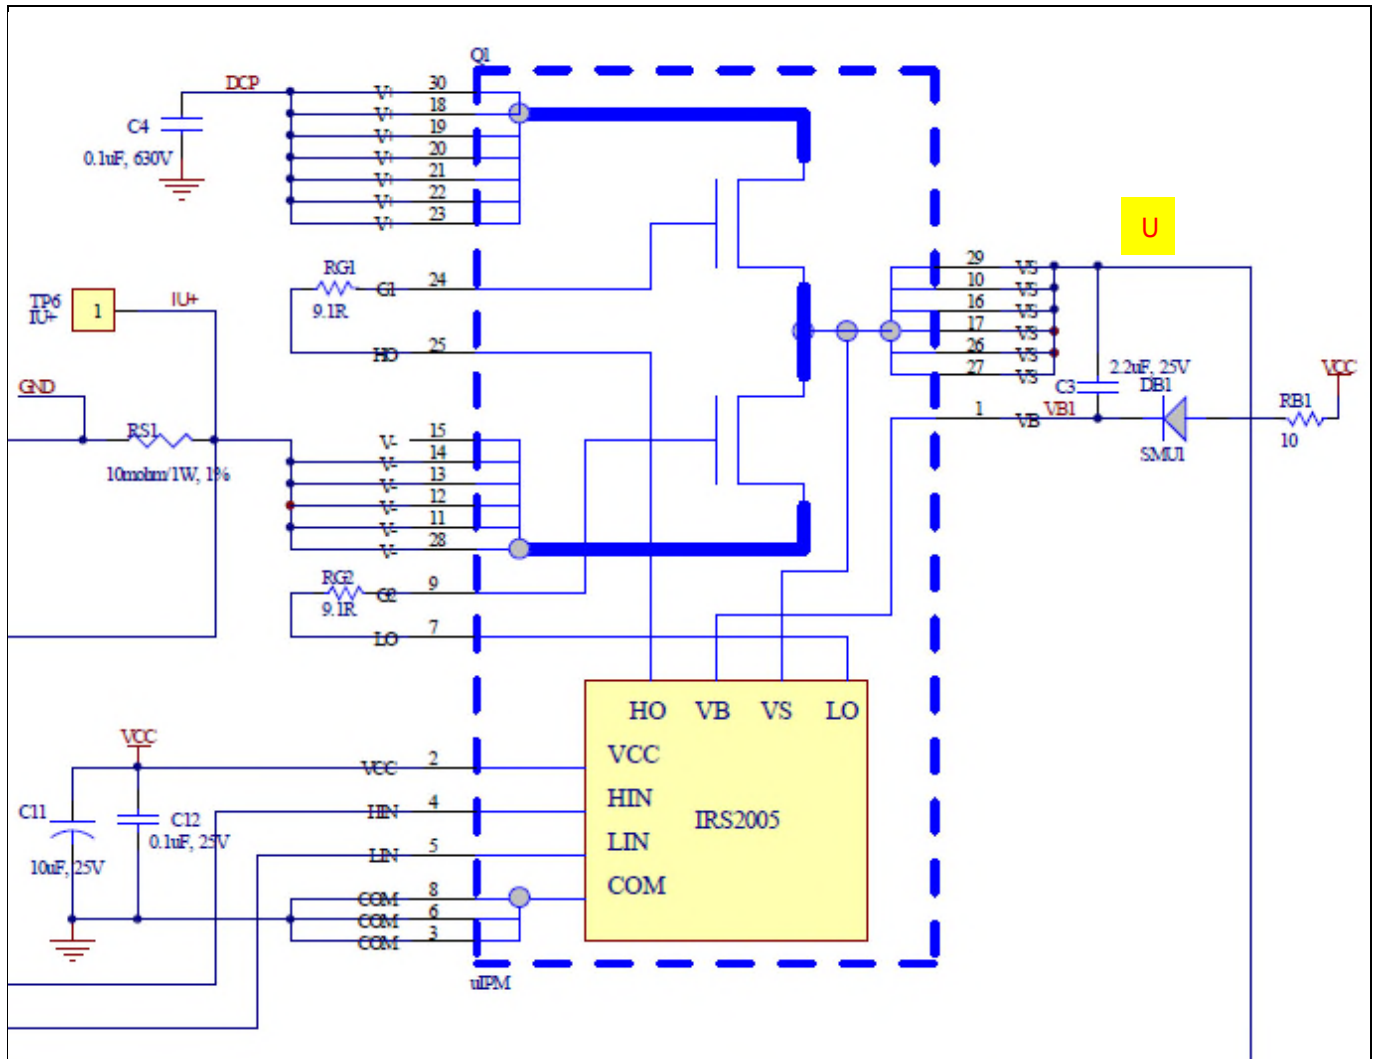 Q1
DCP
V+ 30
V+ 18
V+ 19
V+ 20
V+ 21
V+ 22
V+ 23
C4
0.1uF, 630V
U
RG1
9.1R
G1 24
HO 25
29 VS
10 VS
16 VS
17 VS
26 VS
27 VS
1 VB
TP6
IU+
1
IU+
GND
RS1
10mohm/1W, 1%
2.2uF, 25V
C3
DB1
VB1
SMU1
VCC
RB1
10
V- 15
V- 14
V- 13
V- 12
V- 11
V- 28
RG2
9.1R
G2 9
LO 7
HO VB VS LO
VCC
HIN
LIN
COM
IRS2005
VCC
VCC 2
HIN 4
LIN 5
COM 8
COM 6
COM 3
C11
10uF, 25V
C12
0.1uF, 25V
uIPM